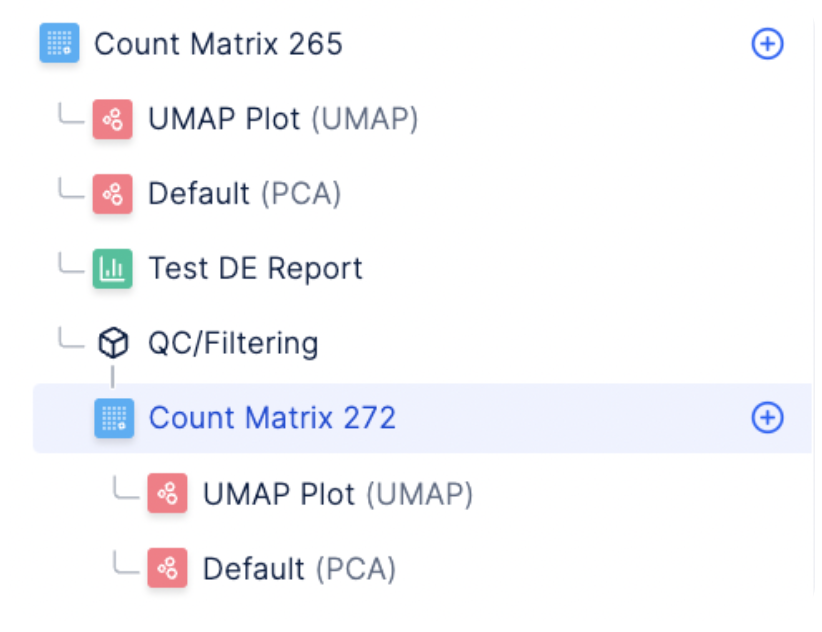 Count Matrix 265
UMAP Plot (UMAP)
Default (PCA)
Test DE Report
QC/Filtering
Count Matrix 272
UMAP Plot (UMAP)
Default (PCA)